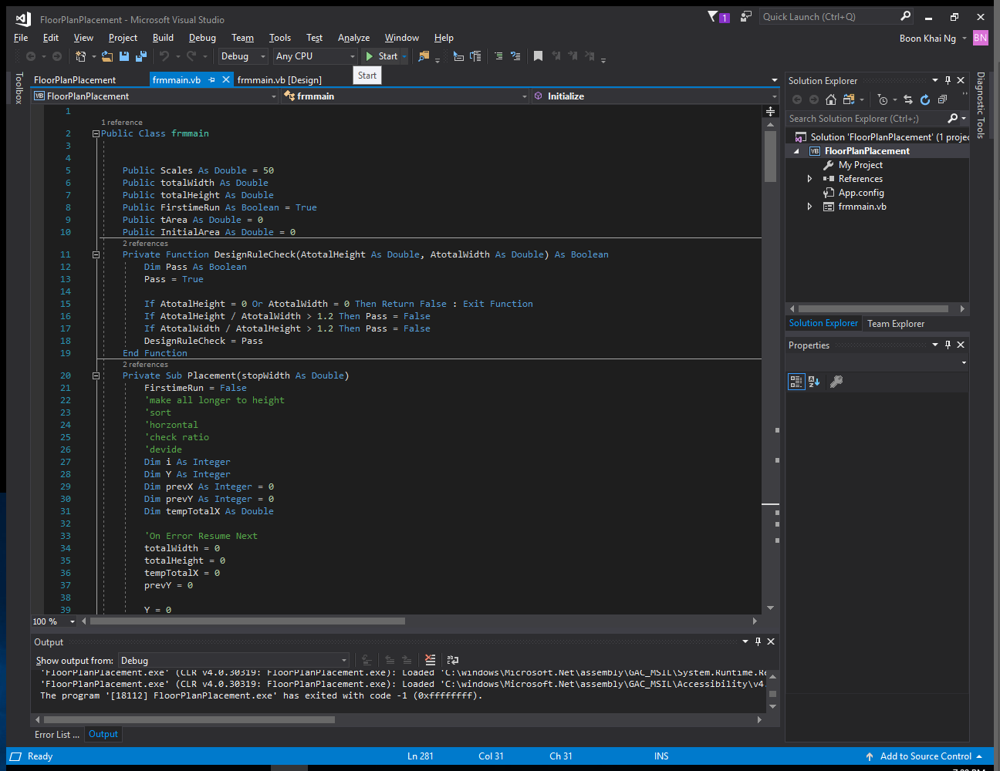 FloorPlanPlacement - Microsoft Visual Studio
1
Quick Launch (Ctrl+Q)
File Edit View Project Build Debug Team Tools Test Analyze Window Help
Boon Khai Ng
BN
Debug Any CPU Start
Toolbox
FloorPlanPlacement frmmain.vb frmmain.vb [Design]
Start
VB FloorPlanPlacement frmmain Initialize
1
1 reference
2 Public Class frmmain
3
4
5 Public Scales As Double = 50
6 Public totalWidth As Double
7 Public totalHeight As Double
8 Public FirstimeRun As Boolean = True
9 Public tArea As Double = 0
10 Public InitialArea As Double = 0
2 references
11 Private Function DesignRuleCheck(AtotalHeight As Double, AtotalWidth As Double) As Boolean
12 Dim Pass As Boolean
13 Pass = True
14
15 If AtotalHeight = 0 Or AtotalWidth = 0 Then Return False : Exit Function
16 If AtotalHeight / AtotalWidth > 1.2 Then Pass = False
17 If AtotalWidth / AtotalHeight > 1.2 Then Pass = False
18 DesignRuleCheck = Pass
19 End Function
2 references
20 Private Sub Placement(stopWidth As Double)
21 FirstimeRun = False
22 'make all longer to height
23 'sort
24 'horzontal
25 'check ratio
26 'devide
27 Dim i As Integer
28 Dim Y As Integer
29 Dim prevX As Integer = 0
30 Dim prevY As Integer = 0
31 Dim tempTotalX As Double
32
33 'On Error Resume Next
34 totalWidth = 0
35 totalHeight = 0
36 tempTotalX = 0
37 prevY = 0
38
39 Y = 0
100 %
Output
Show output from: Debug
'FloorPlanPlacement.exe' (CLR v4.0.30319: FloorPlanPlacement.exe): Loaded 'C:\windows\Microsoft.Net\assembly\GAC_MSIL\System.Runtime.Re
'FloorPlanPlacement.exe' (CLR v4.0.30319: FloorPlanPlacement.exe): Loaded 'C:\windows\Microsoft.Net\assembly\GAC_MSIL\Accessibility\v4.
The program '[18112] FloorPlanPlacement.exe' has exited with code -1 (0xffffffff).
Error List ... Output
Solution Explorer
Search Solution Explorer (Ctrl+;)
Solution 'FloorPlanPlacement' (1 projec
VB FloorPlanPlacement
My Project
References
App.config
frmmain.vb
Solution Explorer Team Explorer
Properties
Diagnostic Tools
Ready Ln 281 Col 31 Ch 31 INS Add to Source Control